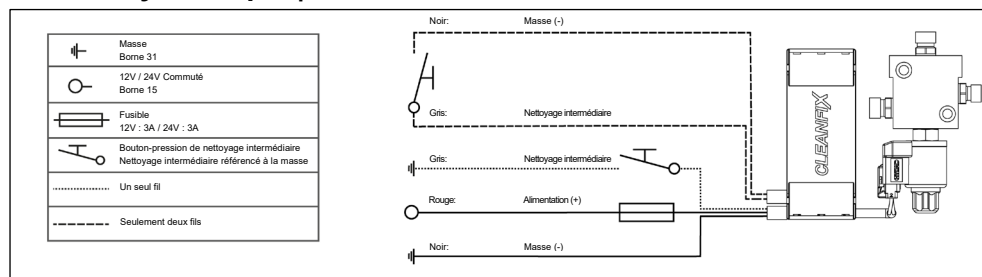 Masse
Borne 31
12V / 24V Commuté
Borne 15
Fusible
12V : 3A / 24V : 3A
Bouton-pression de nettoyage intermédiaire
Nettoyage intermédiaire référencé à la masse
Un seul fil
Seulement deux fils
Noir: Masse (-)
Gris: Nettoyage intermédiaire
Gris: Nettoyage intermédiaire
Rouge: Alimentation (+)
Noir: Masse (-)
CLEANFIX